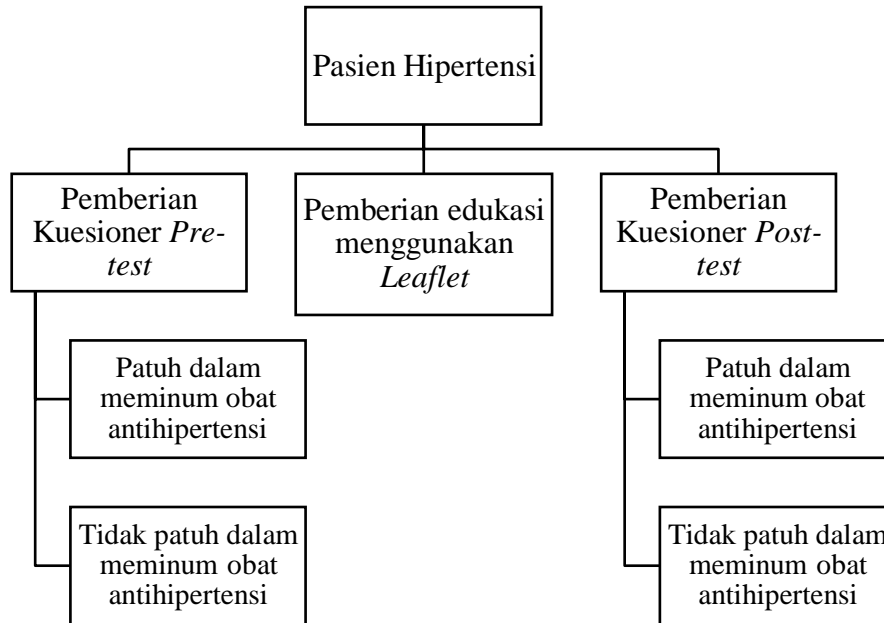 Pasien Hipertensi
Pemberian
Kuesioner Pre-
test
Pemberian edukasi
menggunakan
Leaflet
Pemberian
Kuesioner Post-
test
Patuh dalam
meminum obat
antihipertensi
Tidak patuh dalam
meminum obat
antihipertensi
Patuh dalam
meminum obat
antihipertensi
Tidak patuh dalam
meminum obat
antihipertensi